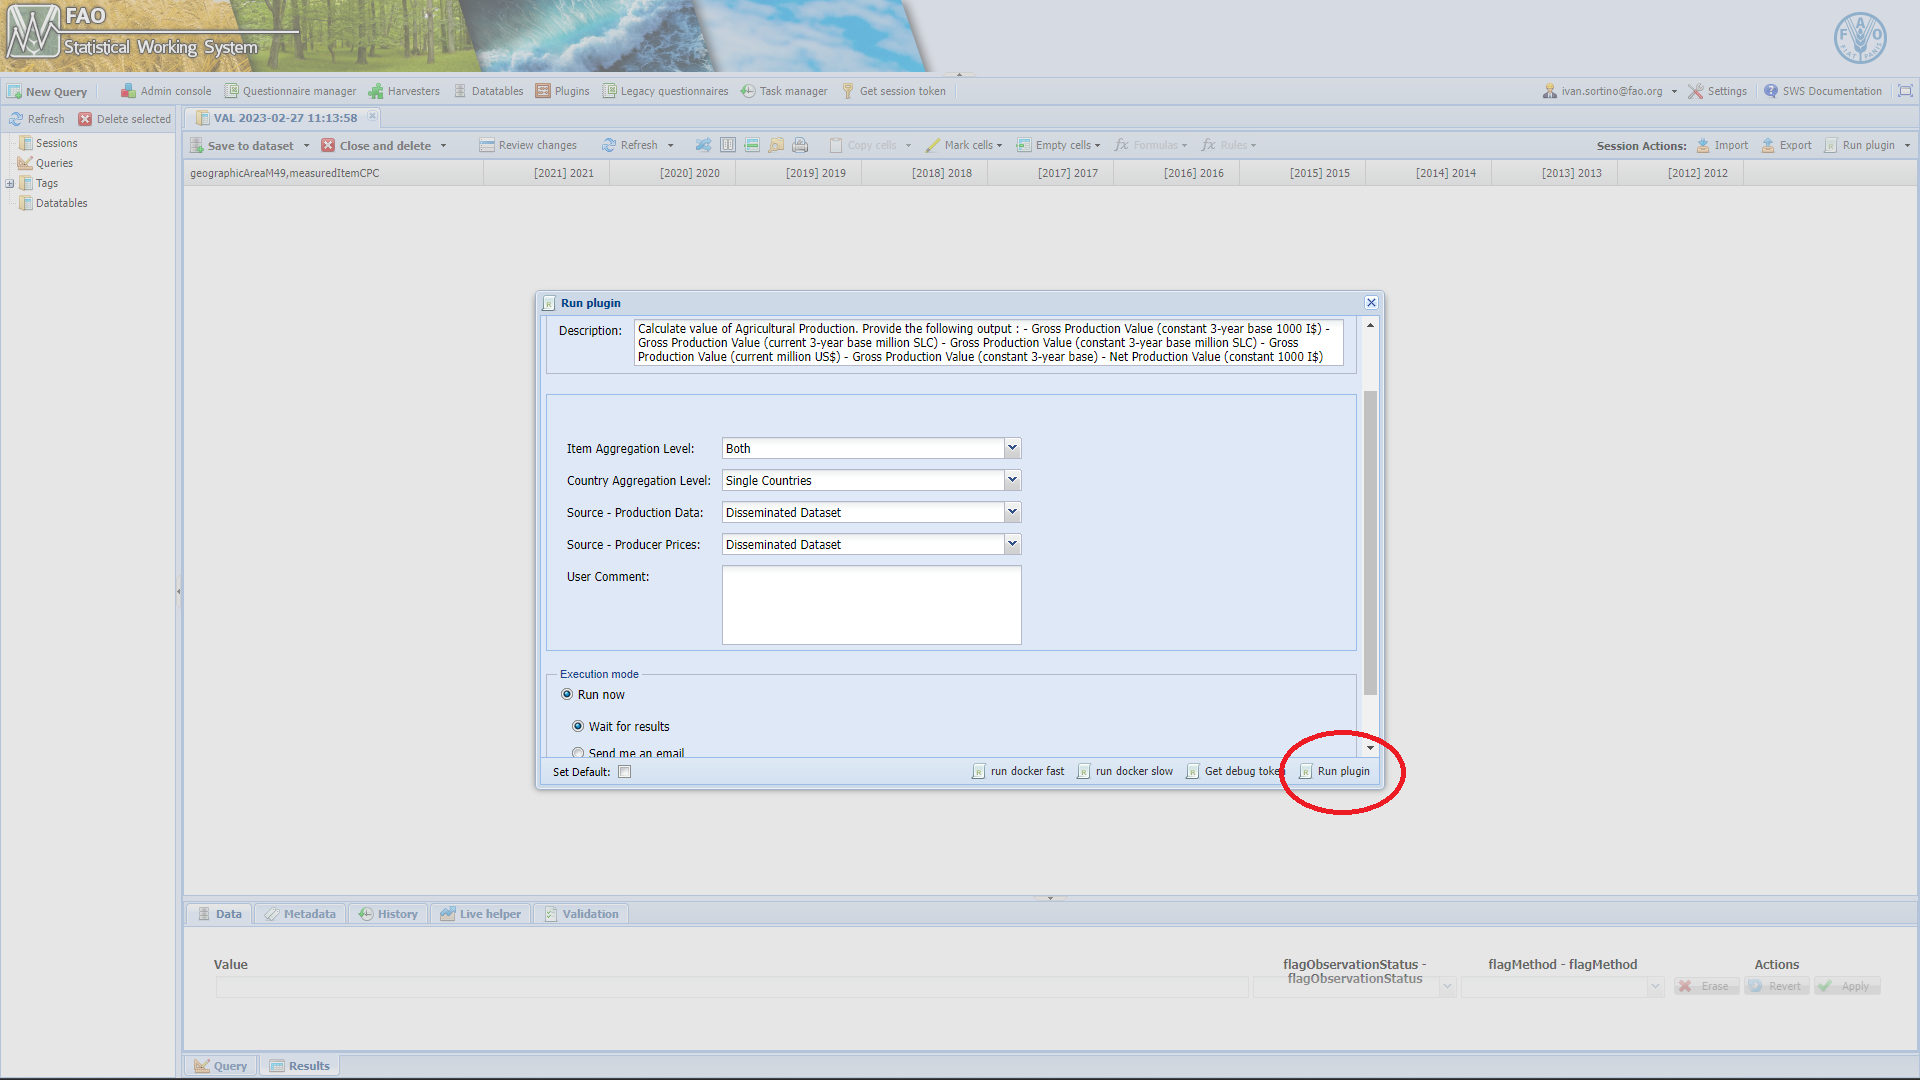 FAO
Statistical Working System
New Query
Admin console
Questionnaire manager
Harvesters
Datatables
Plugins
Legacy questionnaires
Task manager
Get session token
ivan.sortino@fao.org
Settings
SWS Documentation
Refresh
Delete selected
VAL 2023-02-27 11:13:58
Sessions
Queries
Tags
Datatables
Save to dataset
Close and delete
Review changes
Refresh
Copy cells
Mark cells
Empty cells
Formulas
Rules
Session Actions:
Import
Export
Run plugin
geographicAreaM49,measuredItemCPC
[2021] 2021
[2020] 2020
[2019] 2019
[2018] 2018
[2017] 2017
[2016] 2016
[2015] 2015
[2014] 2014
[2013] 2013
[2012] 2012
Run plugin
Description:
Calculate value of Agricultural Production. Provide the following output : - Gross Production Value (constant 3-year base 1000 I$) -
Gross Production Value (current 3-year base million SLC) - Gross Production Value (constant 3-year base million SLC) - Gross
Production Value (current million US$) - Gross Production Value (constant 3-year base) - Net Production Value (constant 1000 I$)
Item Aggregation Level:
Both
Country Aggregation Level:
Single Countries
Source - Production Data:
Disseminated Dataset
Source - Producer Prices:
Disseminated Dataset
User Comment:
Execution mode
Run now
Wait for results
Send me an email
Set Default:
run docker fast
run docker slow
Get debug token
Run plugin
Data
Metadata
History
Live helper
Validation
Value
flagObservationStatus -
flagObservationStatus
flagMethod - flagMethod
Actions
Erase
Revert
Apply
Query
Results